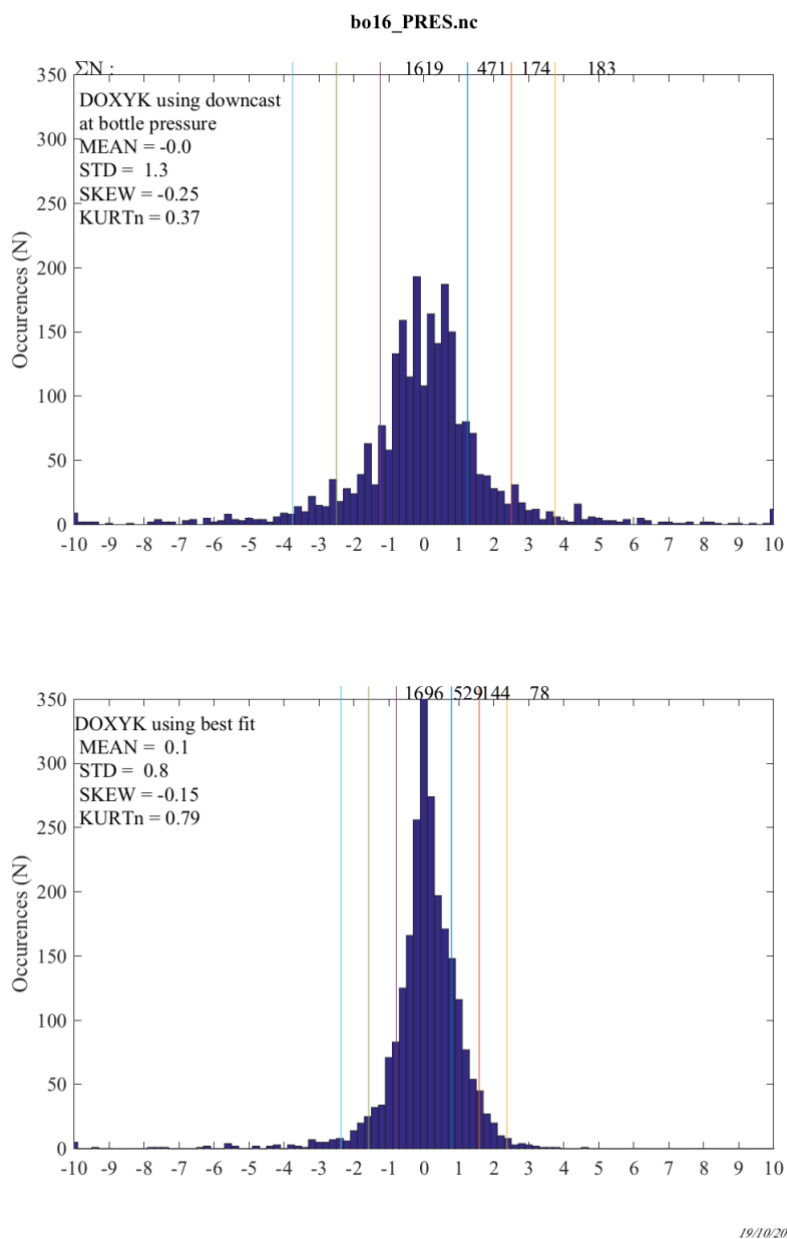 bo16_PRES.nc
ΣN : 1619 471 174 183
350
300
250
200
150
100
50
0
DOXYK using downcast
at bottle pressure
MEAN = -0.0
STD = 1.3
SKEW = -0.25
KURTn = 0.37
Occurences (N)
-10 -9 -8 -7 -6 -5 -4 -3 -2 -1 0 1 2 3 4 5 6 7 8 9 10
1696 529 144 78
350
300
250
200
150
100
50
0
DOXYK using best fit
MEAN = 0.1
STD = 0.8
SKEW = -0.15
KURTn = 0.79
Occurences (N)
-10 -9 -8 -7 -6 -5 -4 -3 -2 -1 0 1 2 3 4 5 6 7 8 9 10
19/10/20